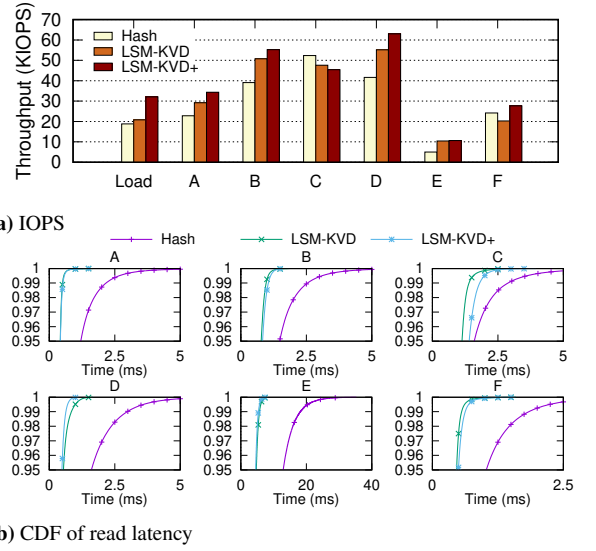 Throughput (KIOPS)
70
60
50
40
30
20
10
0
Hash
LSM-KVD
LSM-KVD+
Load A B C D E F
a) IOPS
Hash LSM-KVD LSM-KVD+
A B C
1 1 1
0.99 0.99 0.99
0.98 0.98 0.98
0.97 0.97 0.97
0.96 0.96 0.96
0.95 0.95 0.95
0 2.5 5 0 2.5 5 0 2.5 5
Time (ms) Time (ms) Time (ms)
D E F
1 1 1
0.99 0.99 0.99
0.98 0.98 0.98
0.97 0.97 0.97
0.96 0.96 0.96
0.95 0.95 0.95
0 2.5 5 0 20 40 0 2.5
Time (ms) Time (ms) Time (ms)
b) CDF of read latency